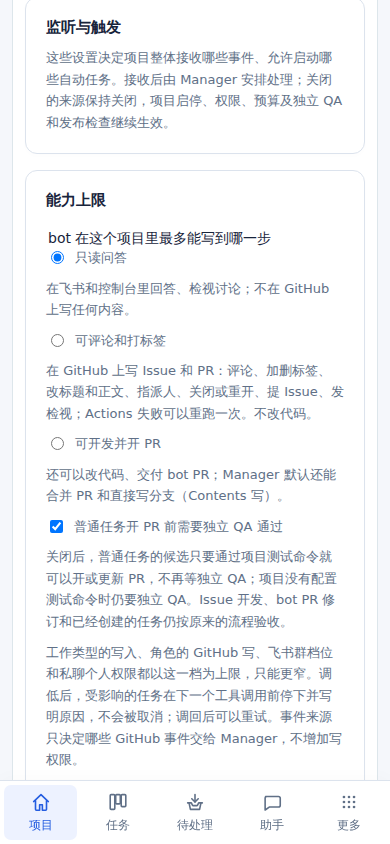 监听与触发
这些设置决定项目整体接收哪些事件、允许启动哪
些自动任务。接收后由 Manager 安排处理；关闭
的来源保持关闭，项目启停、权限、预算及独立 QA
和发布检查继续生效。
能力上限
bot 在这个项目里最多能写到哪一步
只读问答
在飞书和控制台里回答、检视讨论；不在 GitHub
上写任何内容。
可评论和打标签
在 GitHub 上写 Issue 和 PR：评论、加删标签、
改标题和正文、指派人、关闭或重开、提 Issue、发
检视；Actions 失败可以重跑一次。不改代码。
可开发并开 PR
还可以改代码、交付 bot PR；Manager 默认还能
合并 PR 和直接写分支（Contents 写）。
普通任务开 PR 前需要独立 QA 通过
关闭后，普通任务的候选只要通过项目测试命令就
可以开或更新 PR，不再等独立 QA；项目没有配置
测试命令时仍要独立 QA。Issue 开发、bot PR 修
订和已经创建的任务仍按原来的流程验收。
工作类型的写入、角色的 GitHub 写、飞书群档位
和私聊个人权限都以这一档为上限，只能更窄。调
低后，受影响的任务在下一个工具调用前停下并写
明原因，不会被取消；调回后可以重试。事件来源
只决定哪些 GitHub 事件交给 Manager，不增加写
权限。
项目
任务
待处理
助手
更多